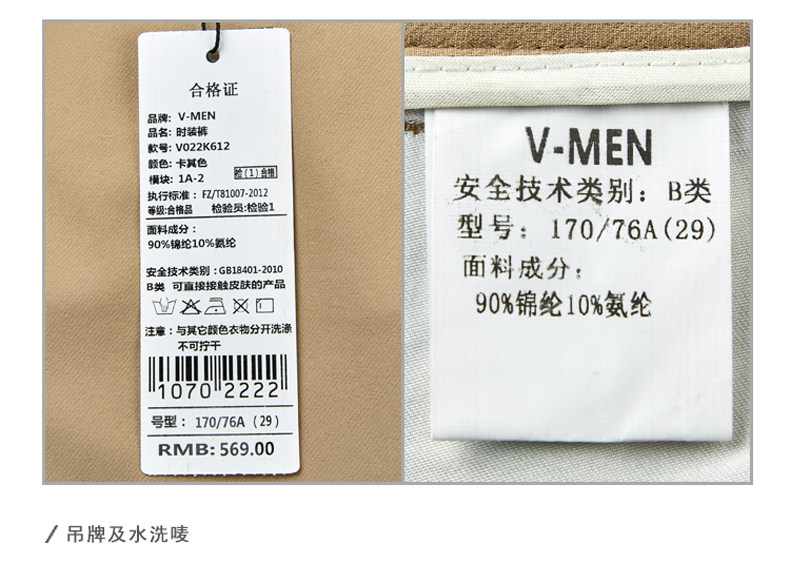 合格证
品牌: V-MEN
品名: 时装裤
款号: V022K612
颜色: 卡其色
模块: 1A-2
检(1)合格
执行标准: FZ/T81007-2012
等级:合格品 检验员:检验1
面料成分:
90%锦纶10%氨纶
安全技术类别:GB18401-2010
B类 可直接接触皮肤的产品
注意:与其它颜色衣物分开洗涤
不可拧干
1070 2222
号型: 170/76A (29)
RMB: 569.00
V-MEN
安全技术类别: B类
型号: 170/76A(29)
面料成分:
90%锦纶10%氨纶
吊牌及水洗唛